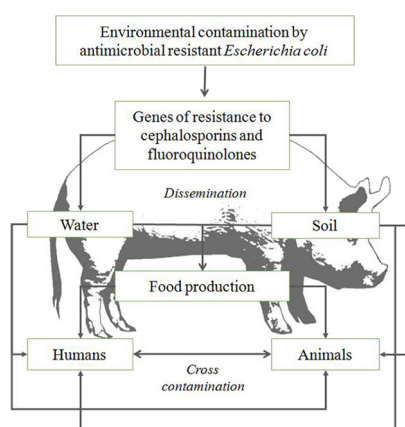 Environmental contamination by
antimicrobial resistant Escherichia coli
Genes of resistance to
cephalosporins and
fluoroquinolones
Dissemination
Water
Soil
Food production
Humans
Animals
Cross
contamination